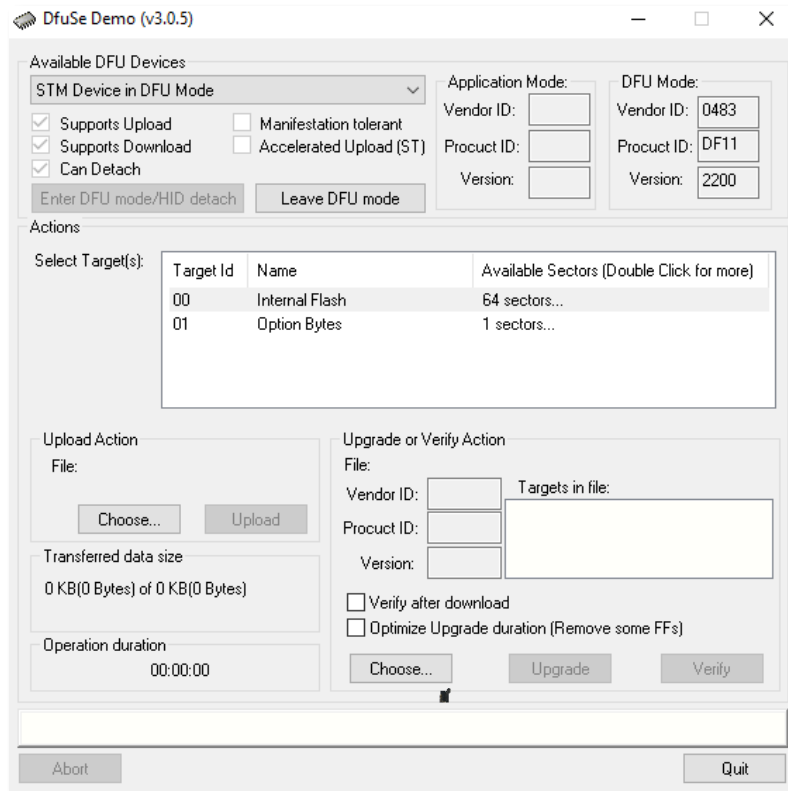 DfuSe Demo (v3.0.5)
Available DFU Devices
STM Device in DFU Mode
Supports Upload
Manifestation tolerant
Supports Download
Accelerated Upload (ST)
Can Detach
Enter DFU mode/HID detach
Leave DFU mode
Application Mode:
Vendor ID:
Procuct ID:
Version:
DFU Mode:
Vendor ID: 0483
Procuct ID: DF11
Version: 2200
Actions
Select Target(s):
Target Id Name Available Sectors (Double Click for more)
00 Internal Flash 64 sectors...
01 Option Bytes 1 sectors...
Upload Action
File:
Choose... Upload
Transferred data size
0 KB(0 Bytes) of 0 KB(0 Bytes)
Operation duration
00:00:00
Upgrade or Verify Action
File:
Vendor ID:
Procuct ID:
Version:
Targets in file:
Verify after download
Optimize Upgrade duration (Remove some FFs)
Choose... Upgrade Verify
Abort Quit